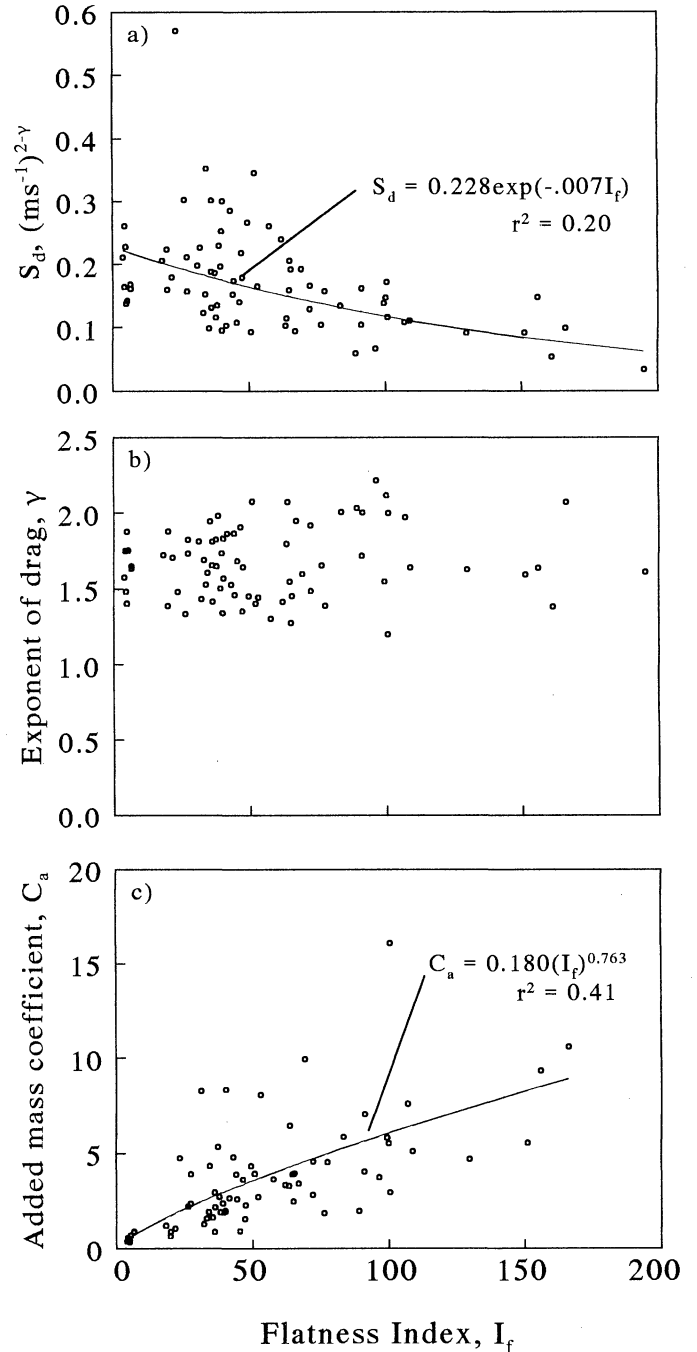 0.6
a)
0.5
0.4
0.3
0.2
0.1
0.0
S_d, (ms^-1)^2-γ
S_d = 0.228exp(-.007I_f)
r² = 0.20
2.5
b)
2.0
1.5
1.0
0.5
0.0
Exponent of drag, γ
20
c)
15
10
5
0
Added mass coefficient, C_a
C_a = 0.180(I_f)^0.763
r² = 0.41
0 50 100 150 200
Flatness Index, I_f